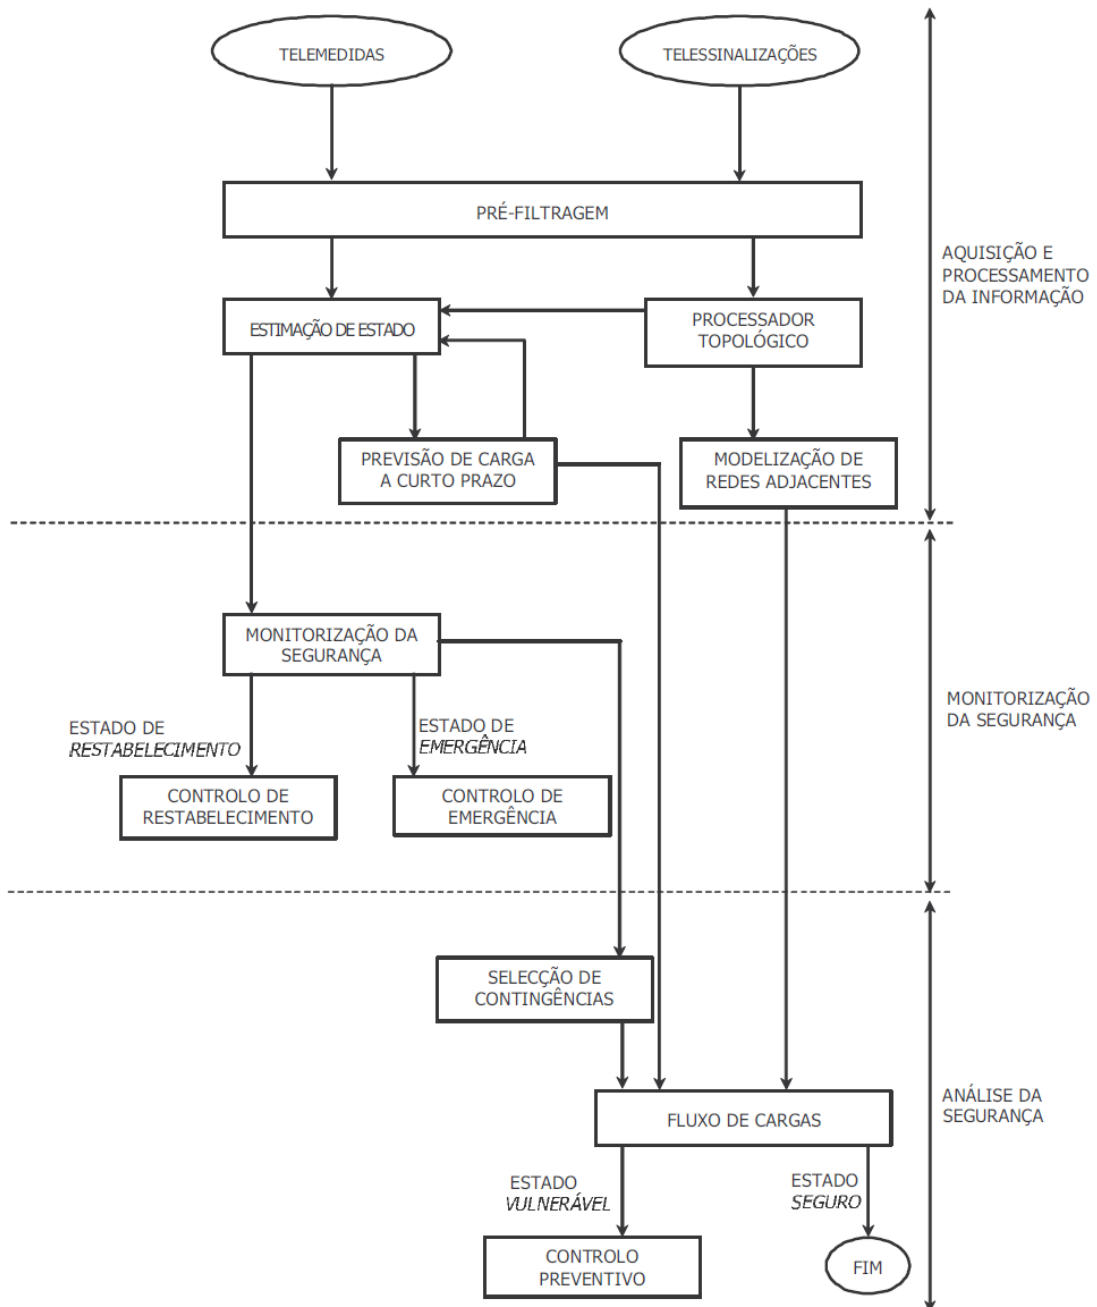 TELEMEDIDAS
TELESSINALIZAÇÕES
PRÉ-FILTRAGEM
AQUISIÇÃO E
PROCESSAMENTO
DA INFORMAÇÃO
ESTIMAÇÃO DE ESTADO
PROCESSADOR
TOPOLÓGICO
PREVISÃO DE CARGA
A CURTO PRAZO
MODELIZAÇÃO DE
REDES ADJACENTES
MONITORIZAÇÃO DA
SEGURANÇA
MONITORIZAÇÃO
DA SEGURANÇA
ESTADO DE
RESTABELECIMENTO
ESTADO DE
EMERGÊNCIA
CONTROLO DE
RESTABELECIMENTO
CONTROLO DE
EMERGÊNCIA
SELECÇÃO DE
CONTINGÊNCIAS
FLUXO DE CARGAS
ANÁLISE DA
SEGURANÇA
ESTADO
VULNERÁVEL
ESTADO
SEGURO
CONTROLO
PREVENTIVO
FIM